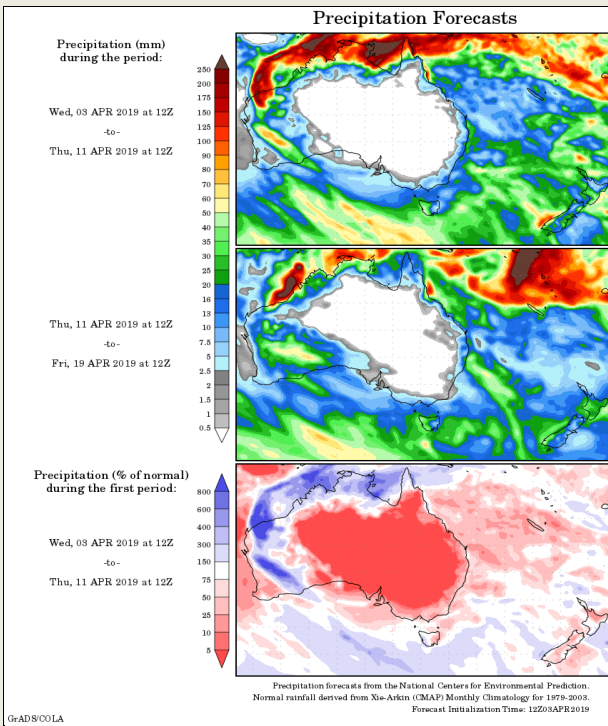 Precipitation Forecasts
Precipitation (mm)
during the period:
Wed, 03 APR 2019 at 12Z
-to-
Thu, 11 APR 2019 at 12Z
250
200
175
150
125
100
90
80
70
60
50
40
35
30
25
20
16
13
10
7.5
5
2.5
2
1.5
1
0.5
Thu, 11 APR 2019 at 12Z
-to-
Fri, 19 APR 2019 at 12Z
Precipitation (% of normal)
during the first period:
Wed, 03 APR 2019 at 12Z
-to-
Thu, 11 APR 2019 at 12Z
800
600
400
300
150
75
50
25
10
5
Precipitation forecasts from the National Centers for Environmental Prediction.
Normal rainfall derived from Xie-Arkin (CMAP) Monthly Climatology for 1979-2003.
Forecast Initialization Time: 12Z03APR2019
GrADS/COLA